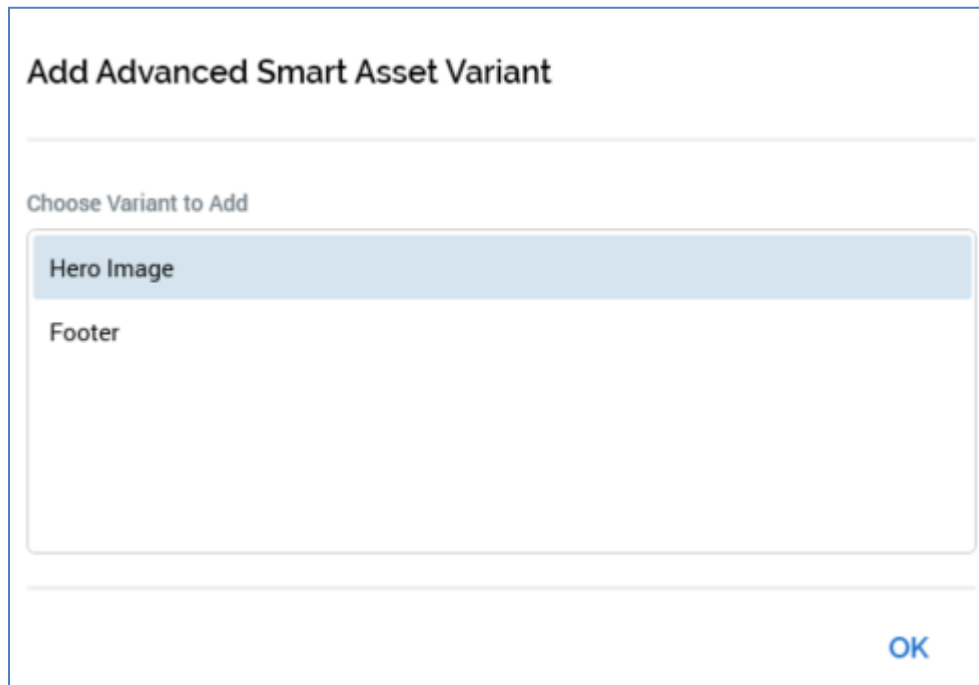 Add Advanced Smart Asset Variant
Choose Variant to Add
Hero Image
Footer
OK